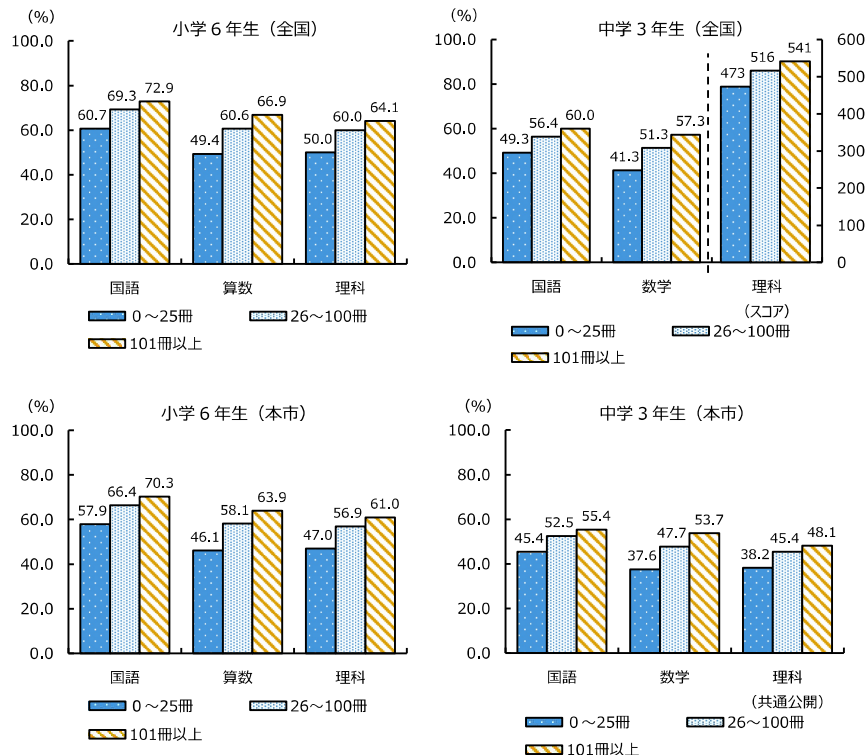 小学６年生（全国）
(%)
100.0
80.0
60.0
40.0
20.0
0.0
60.7 69.3 72.9
49.4 60.6 66.9
50.0 60.0 64.1
国語 算数 理科
０～25冊 26～100冊
101冊以上
中学３年生（全国）
(%)
100.0
80.0
60.0
40.0
20.0
0.0
600
500
400
300
200
100
0
49.3 56.4 60.0
41.3 51.3 57.3
473 516 541
国語 数学 理科
（スコア）
０～25冊 26～100冊
101冊以上
小学６年生（本市）
(%)
100.0
80.0
60.0
40.0
20.0
0.0
57.9 66.4 70.3
46.1 58.1 63.9
47.0 56.9 61.0
国語 算数 理科
０～25冊 26～100冊
101冊以上
中学３年生（本市）
(%)
100.0
80.0
60.0
40.0
20.0
0.0
45.4 52.5 55.4
37.6 47.7 53.7
38.2 45.4 48.1
国語 数学 理科
（共通公開）
０～25冊 26～100冊
101冊以上